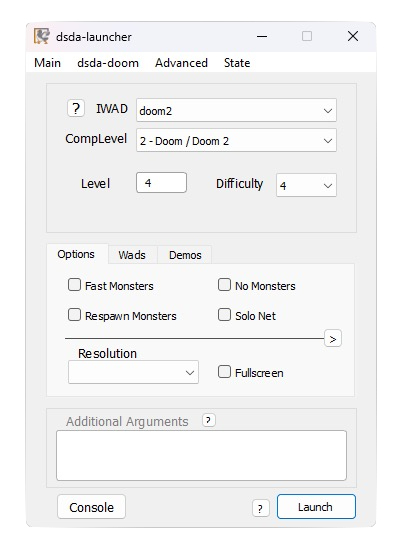 dsda-launcher
Main dsda-doom Advanced State
? IWAD doom2
CompLevel 2 - Doom / Doom 2
Level 4 Difficulty 4
Options Wads Demos
Fast Monsters No Monsters
Respawn Monsters Solo Net
>
Resolution
Fullscreen
Additional Arguments ?
Console ? Launch